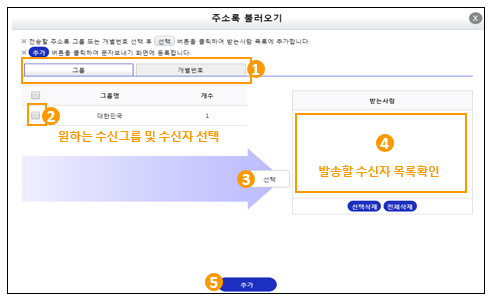 주소록 불러오기
X
※ 전송할 주소록 그룹 또는 개별번호 선택 후 선택 버튼을 클릭하여 받는사람 목록에 추가합니다.
※ 추가 버튼을 클릭하여 문자보내기 화면에 등록합니다.
그룹 개별번호 1
그룹명 개수
받는사람
2 대한민국 1
원하는 수신그룹 및 수신자 선택
4
발송할 수신자 목록확인
3 선택
선택삭제 전체삭제
5 추가